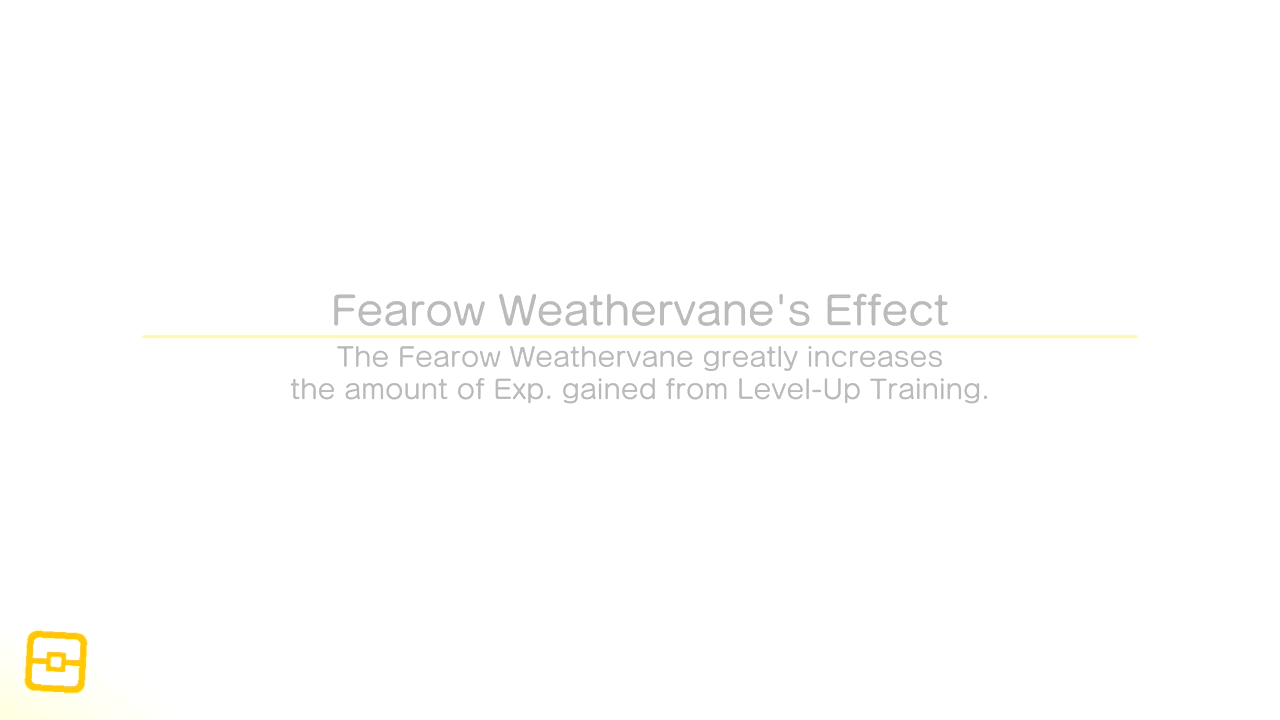 Fearow Weathervane's Effect
The Fearow Weathervane greatly increases
the amount of Exp. gained from Level-Up Training.